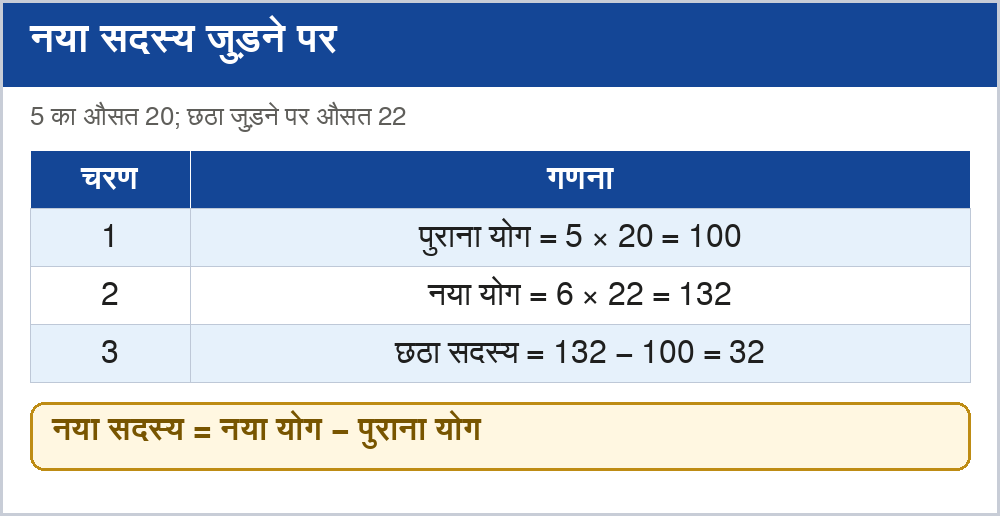 नया सदस्य जुड़ने पर
5 का औसत 20; छठा जुड़ने पर औसत 22
चरण गणना
1 पुराना योग = 5 × 20 = 100
2 नया योग = 6 × 22 = 132
3 छठा सदस्य = 132 – 100 = 32
नया सदस्य = नया योग – पुराना योग